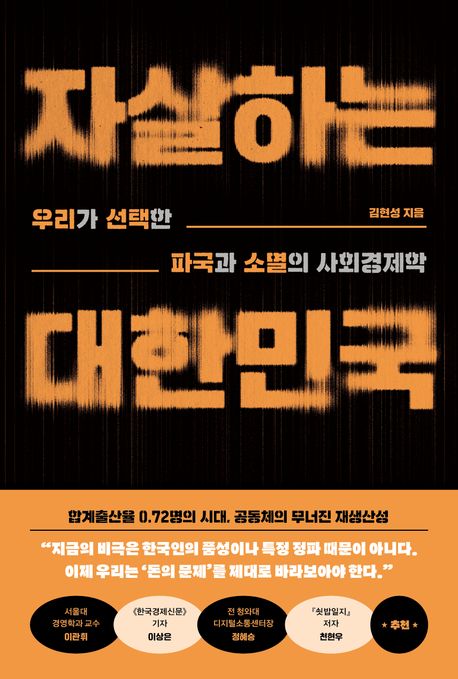 자살하는
우리가 선택한
김현성 지음
파국과 소멸의 사회경제학
대한민국
합계출산율 0.72명의 시대, 공동체의 무너진 재생산성
“지금의 비극은 한국인의 품성이나 특정 정파 때문이 아니다.
이제 우리는 ‘돈의 문제’를 제대로 바라보아야 한다.”
서울대
경영학과 교수
이관휘
《한국경제신문》
기자
이상은
전 청와대
디지털소통센터장
정혜승
『쇳밥일지』
저자
천현우
★ 추천 ★